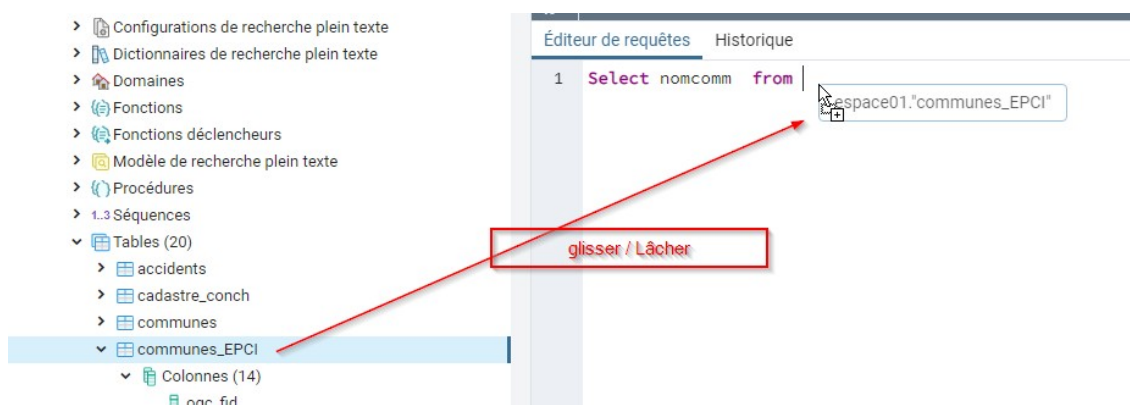 Configurations de recherche plein texte
Dictionnaires de recherche plein texte
Domaines
Fonctions
Fonctions déclencheurs
Modèle de recherche plein texte
Procédures
1..3 Séquences
Tables (20)
accidents
cadastre_conch
communes
communes_EPCI
Colonnes (14)
ogc_fid
Éditeur de requêtes Historique
1 Select nomcomm from
espace01."communes_EPCI"
glisser / Lâcher